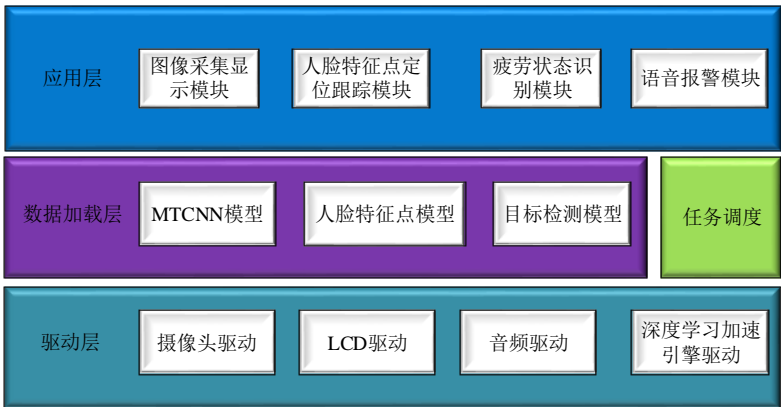 应用层
图像采集显
示模块
人脸特征点定
位跟踪模块
疲劳状态识
别模块
语音报警模块
数据加载层
MTCNN模型
人脸特征点模型
目标检测模型
任务调度
驱动层
摄像头驱动
LCD驱动
音频驱动
深度学习加速
引擎驱动